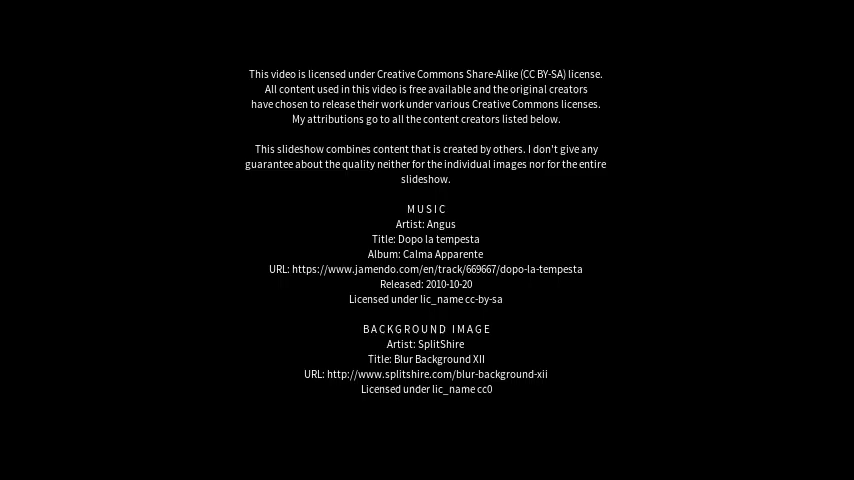 This video is licensed under Creative Commons Share-Alike (CC BY-SA) license.
All content used in this video is free available and the original creators
have chosen to release their work under various Creative Commons licenses.
My attributions go to all the content creators listed below.
This slideshow combines content that is created by others. I don't give any
guarantee about the quality neither for the individual images nor for the entire
slideshow.
MUSIC
Artist: Angus
Title: Dopo la tempesta
Album: Calma Apparente
URL: https://www.jamendo.com/en/track/669667/dopo-la-tempesta
Released: 2010-10-20
Licensed under lic_name cc-by-sa
BACKGROUND IMAGE
Artist: SplitShire
Title: Blur Background XII
URL: http://www.splitshire.com/blur-background-xii
Licensed under lic_name cc0